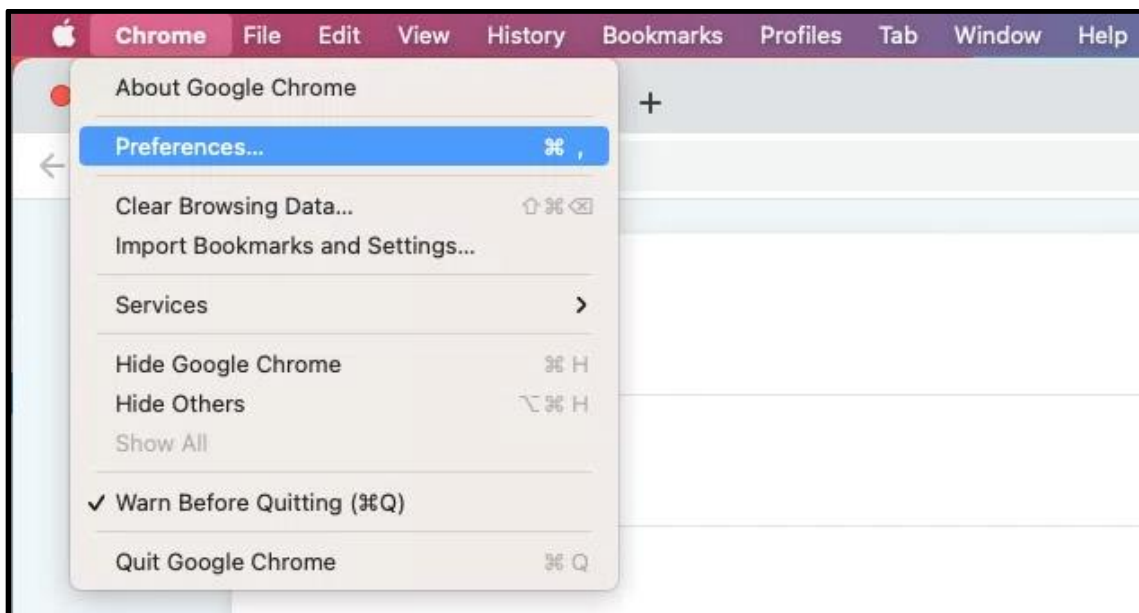 Chrome File Edit View History Bookmarks Profiles Tab Window Help
About Google Chrome
Preferences... ⌘ ,
Clear Browsing Data... ⇧⌘⌫
Import Bookmarks and Settings...
Services
Hide Google Chrome ⌘ H
Hide Others ⌥⌘ H
Show All
✓ Warn Before Quitting (⌘Q)
Quit Google Chrome ⌘ Q